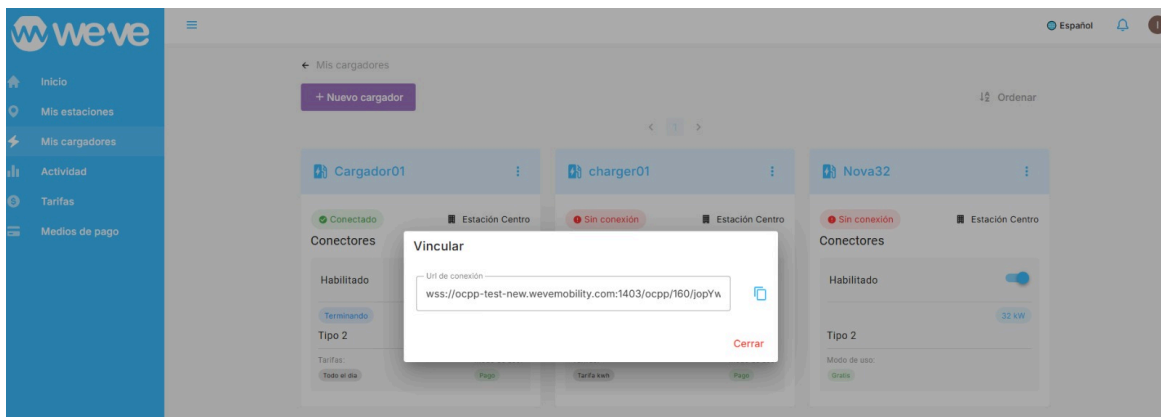 weve
Español
Inicio
Mis estaciones
Mis cargadores
Actividad
Tarifas
Medios de pago
Mis cargadores
+ Nuevo cargador
Ordenar
< 1 >
Cargador01
Conectado
Estación Centro
Conectores
Habilitado
Terminando
Tipo 2
Tarifas:
Todo el día
Pago
charger01
Sin conexión
Estación Centro
Tarifa kwh
Pago
Nova32
Sin conexión
Estación Centro
Conectores
Habilitado
32 kW
Tipo 2
Modo de uso:
Gratis
Vincular
Url de conexión
wss://ocpp-test-new.wevemobility.com:1403/ocpp/160/jopYw
Cerrar